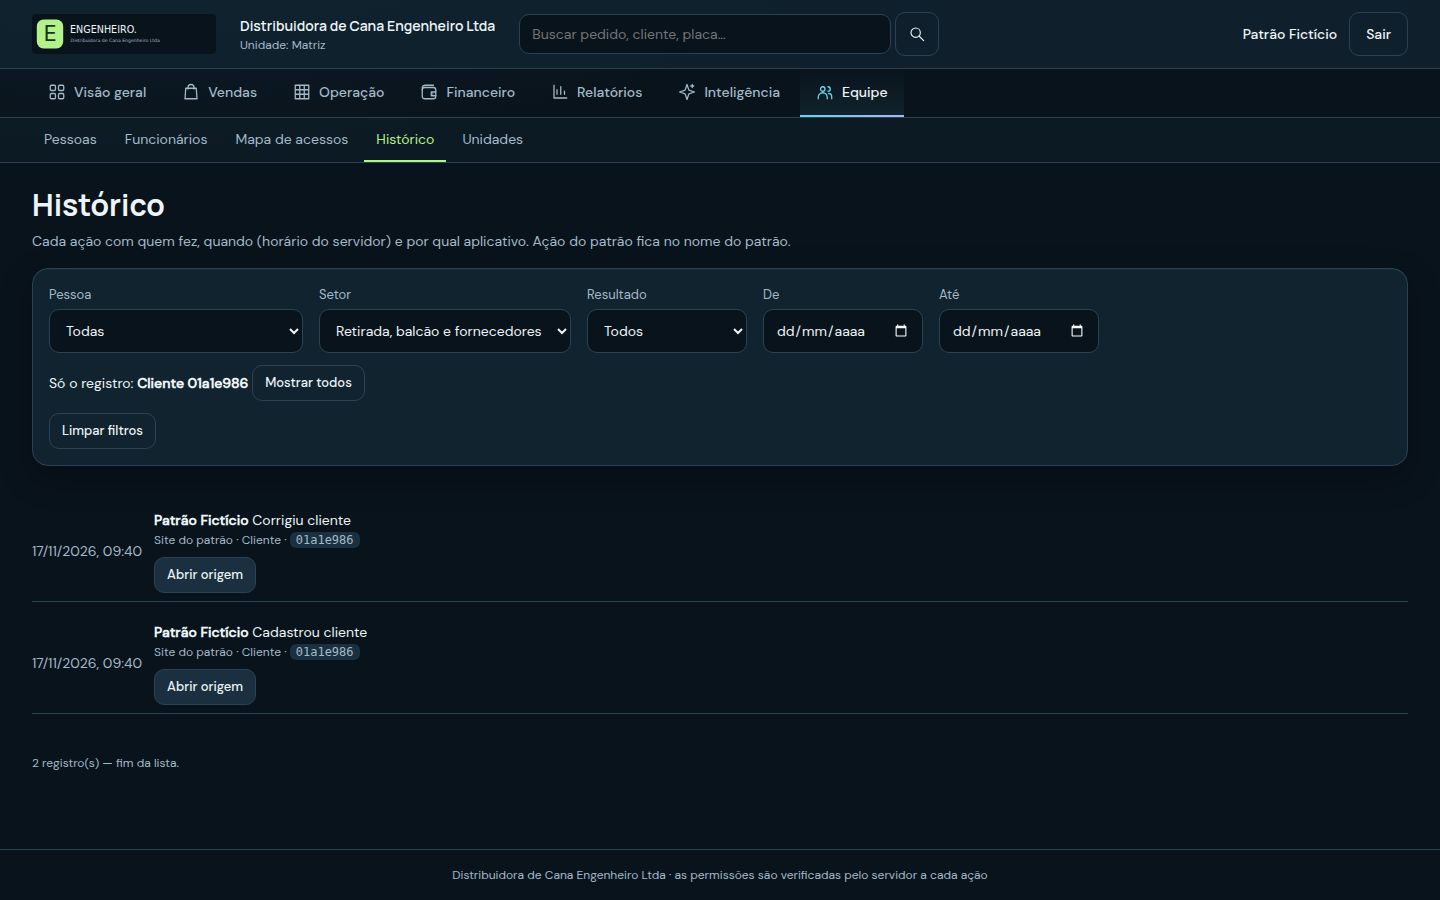 E ENGENHEIRO.
Distribuidora de Cana Engenheiro Ltda
Distribuidora de Cana Engenheiro Ltda
Unidade: Matriz
Buscar pedido, cliente, placa...
Patrão Fictício
Sair
Visão geral
Vendas
Operação
Financeiro
Relatórios
Inteligência
Equipe
Pessoas
Funcionários
Mapa de acessos
Histórico
Unidades
Histórico
Cada ação com quem fez, quando (horário do servidor) e por qual aplicativo. Ação do patrão fica no nome do patrão.
Pessoa
Setor
Resultado
De
Até
Todas
Retirada, balcão e fornecedores
Todos
dd/mm/aaaa
dd/mm/aaaa
Só o registro: Cliente 01a1e986
Mostrar todos
Limpar filtros
17/11/2026, 09:40
Patrão Fictício Corrigiu cliente
Site do patrão · Cliente · 01a1e986
Abrir origem
17/11/2026, 09:40
Patrão Fictício Cadastrou cliente
Site do patrão · Cliente · 01a1e986
Abrir origem
2 registro(s) — fim da lista.
Distribuidora de Cana Engenheiro Ltda · as permissões são verificadas pelo servidor a cada ação